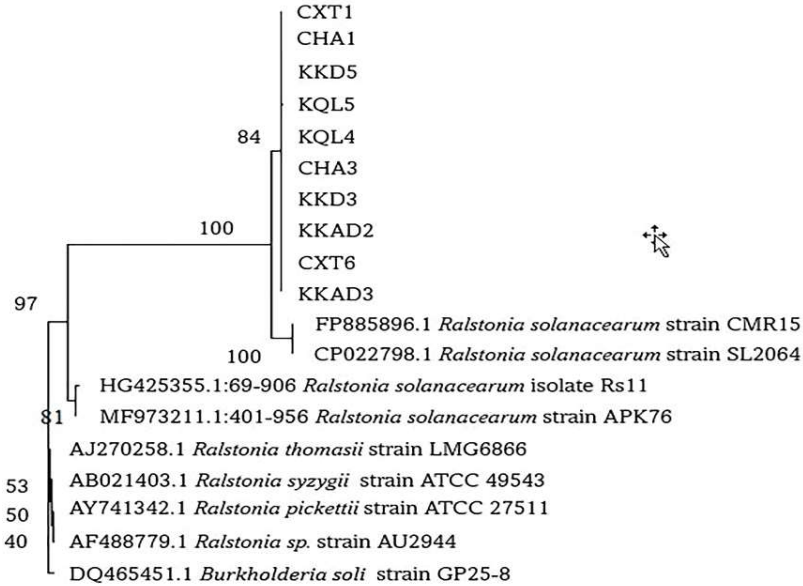 CXT1
CHA1
KKD5
KQL5
84
KQL4
CHA3
KKD3
100
KKAD2
CXT6
97
KKAD3
FP885896.1 Ralstonia solanacearum strain CMR15
100
CP022798.1 Ralstonia solanacearum strain SL2064
HG425355.1:69-906 Ralstonia solanacearum isolate Rs11
81
MF973211.1:401-956 Ralstonia solanacearum strain APK76
AJ270258.1 Ralstonia thomasii strain LMG6866
53
AB021403.1 Ralstonia syzygii strain ATCC 49543
50
AY741342.1 Ralstonia pickettii strain ATCC 27511
40
AF488779.1 Ralstonia sp. strain AU2944
DQ465451.1 Burkholderia soli strain GP25-8